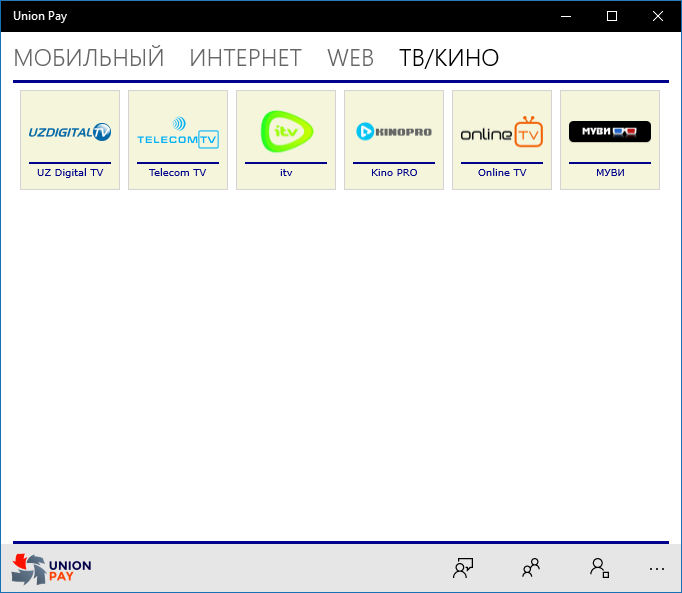 Union Pay
МОБИЛЬНЫЙ ИНТЕРНЕТ WEB ТВ/КИНО
UZDIGITAL TV
TELECOM TV
itv
KINOPRO
online TV
МУВИ
UZ Digital TV
Telecom TV
itv
Kino PRO
Online TV
МУВИ
UNION
PAY